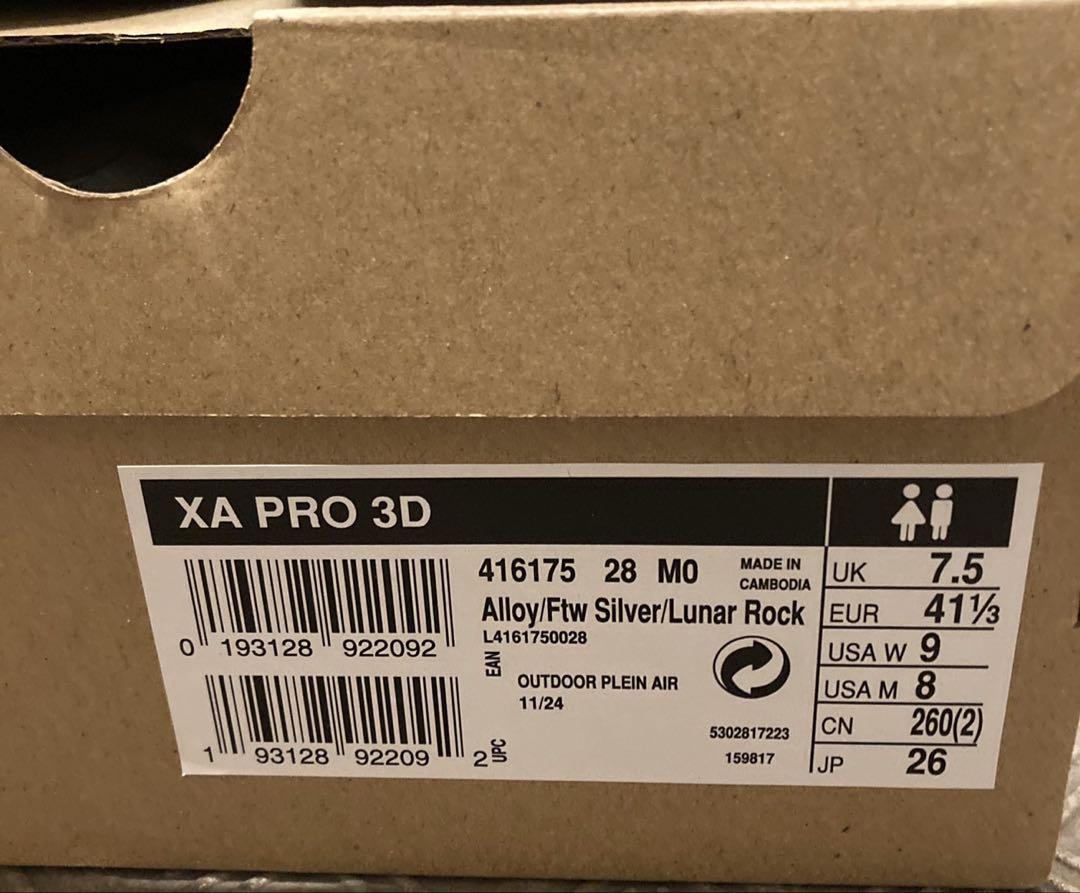 XA PRO 3D
416175 28 M0
MADE IN
CAMBODIA
Alloy/Ftw Silver/Lunar Rock
L4161750028
0 193128 922092
EAN
OUTDOOR PLEIN AIR
11/24
1 93128 92209 2
UPC
5302817223
159817
UK 7.5
EUR 41⅓
USA W 9
USA M 8
CN 260(2)
JP 26